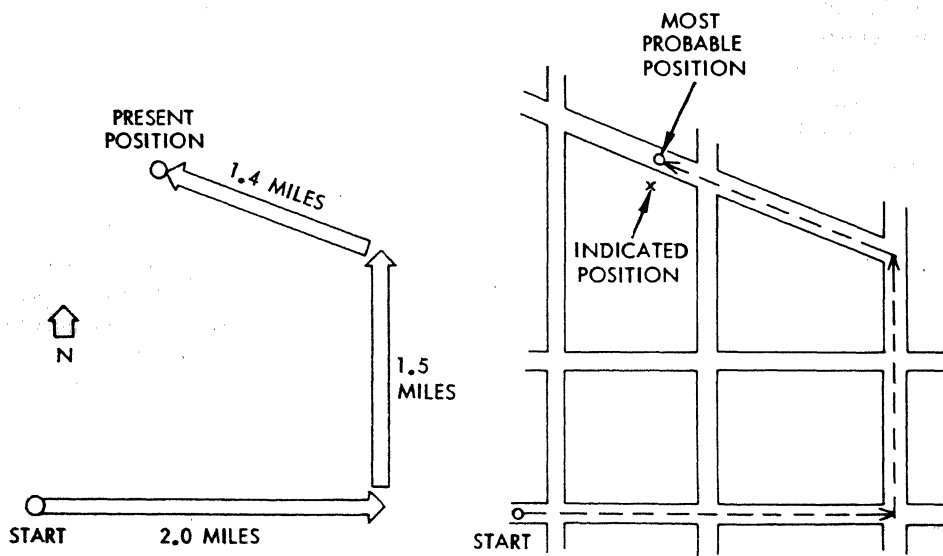 PRESENT
POSITION
1.4 MILES
N
1.5
MILES
START
2.0 MILES
MOST
PROBABLE
POSITION
x
INDICATED
POSITION
START